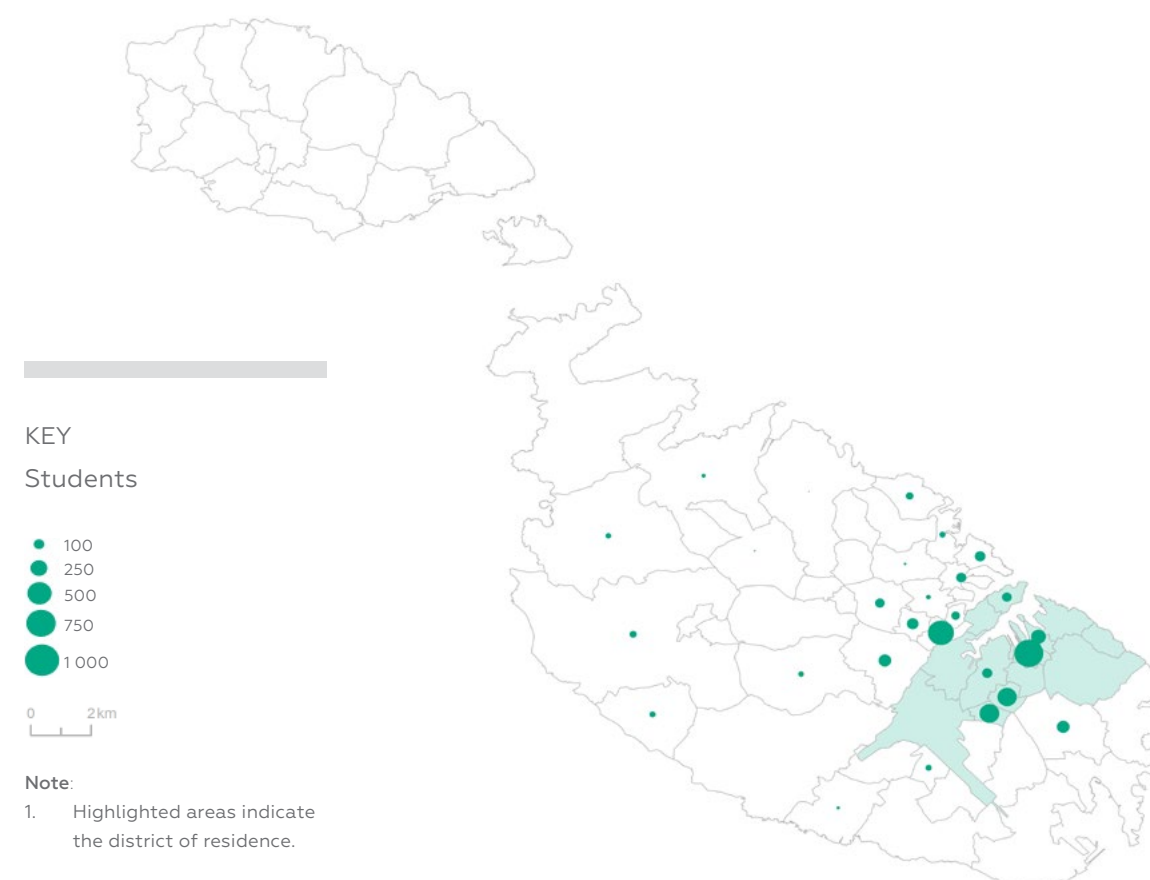 KEY
Students
100
250
500
750
1 000
0 2km
Note:
1. Highlighted areas indicate
the district of residence.